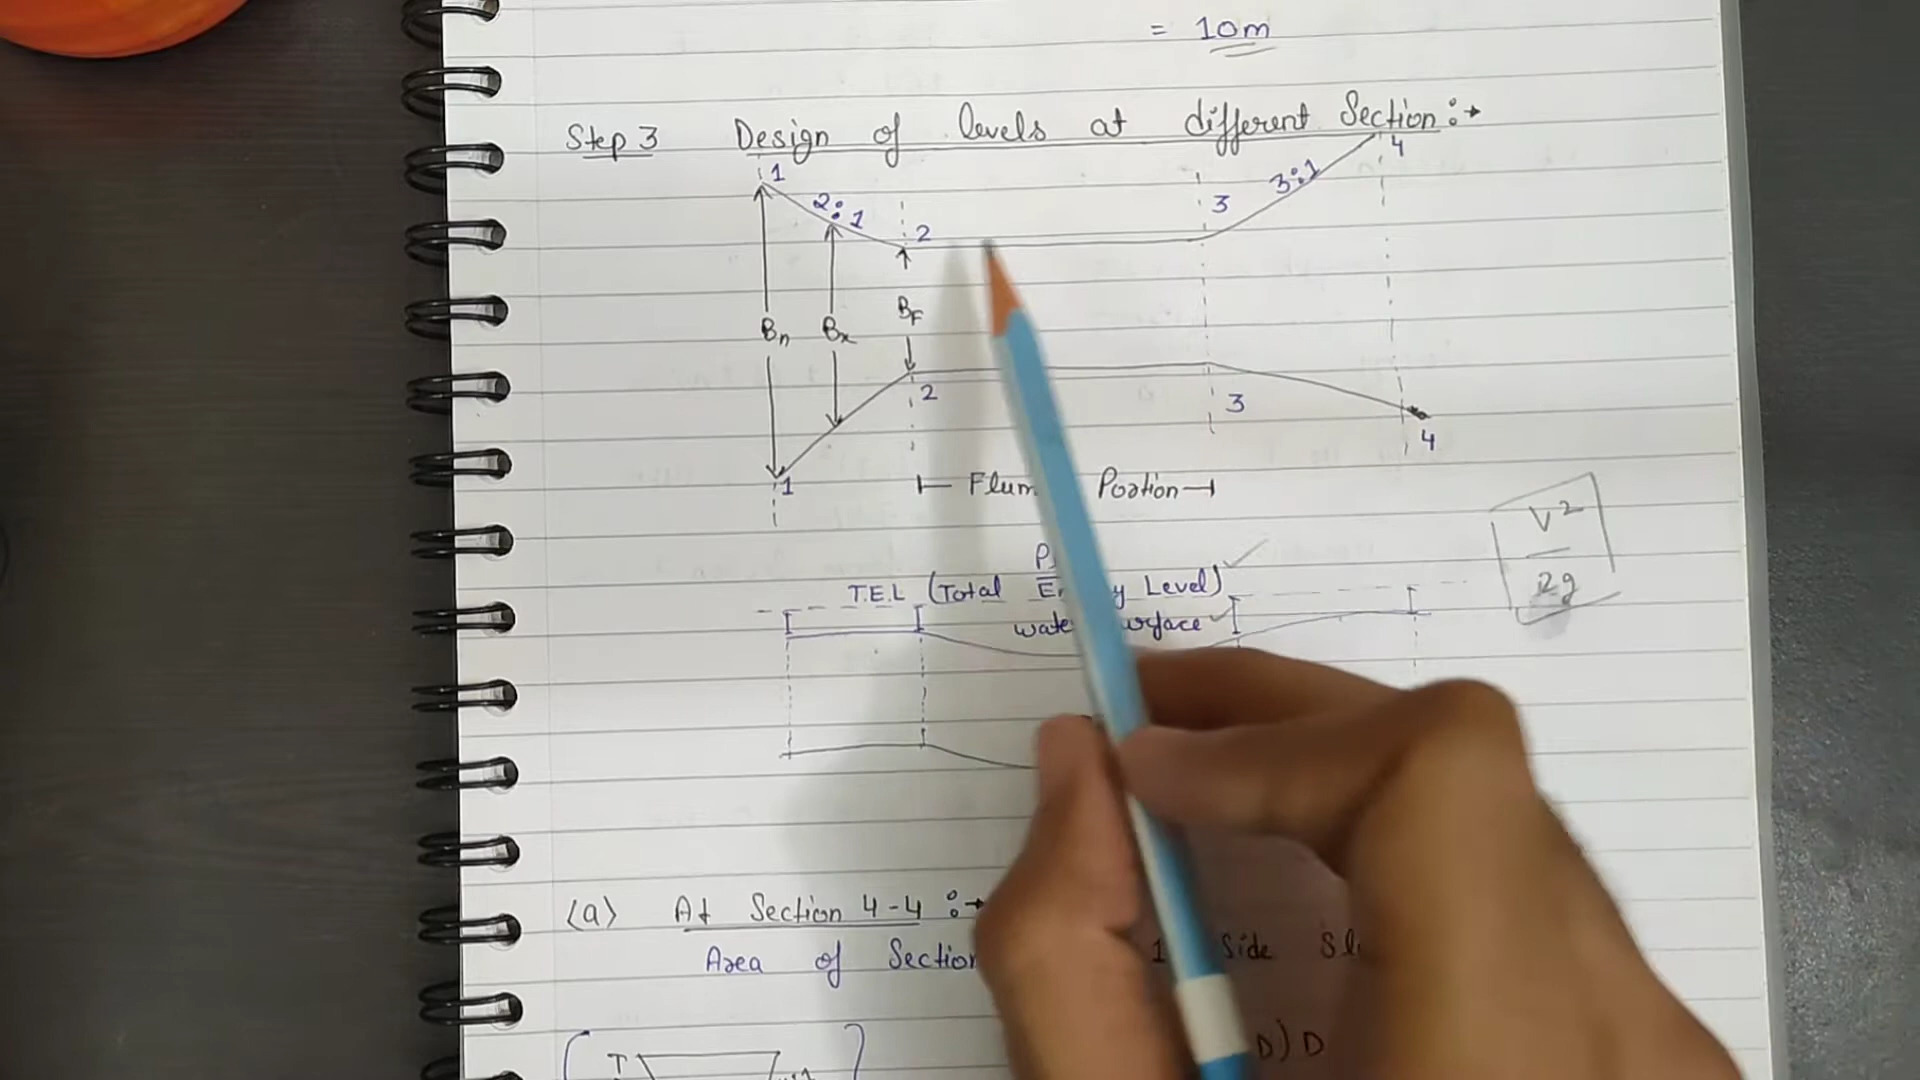 = 10m
Step 3 Design of levels at different Section :→
1
4
2:1
3:1
2
3
Bn
Bx
BF
2
3
4
1
Portion
V²
2g
T.E.L (Total Level)
water
(a) At Section 4-4 :→
Area of Section 1 Side
D) D
T